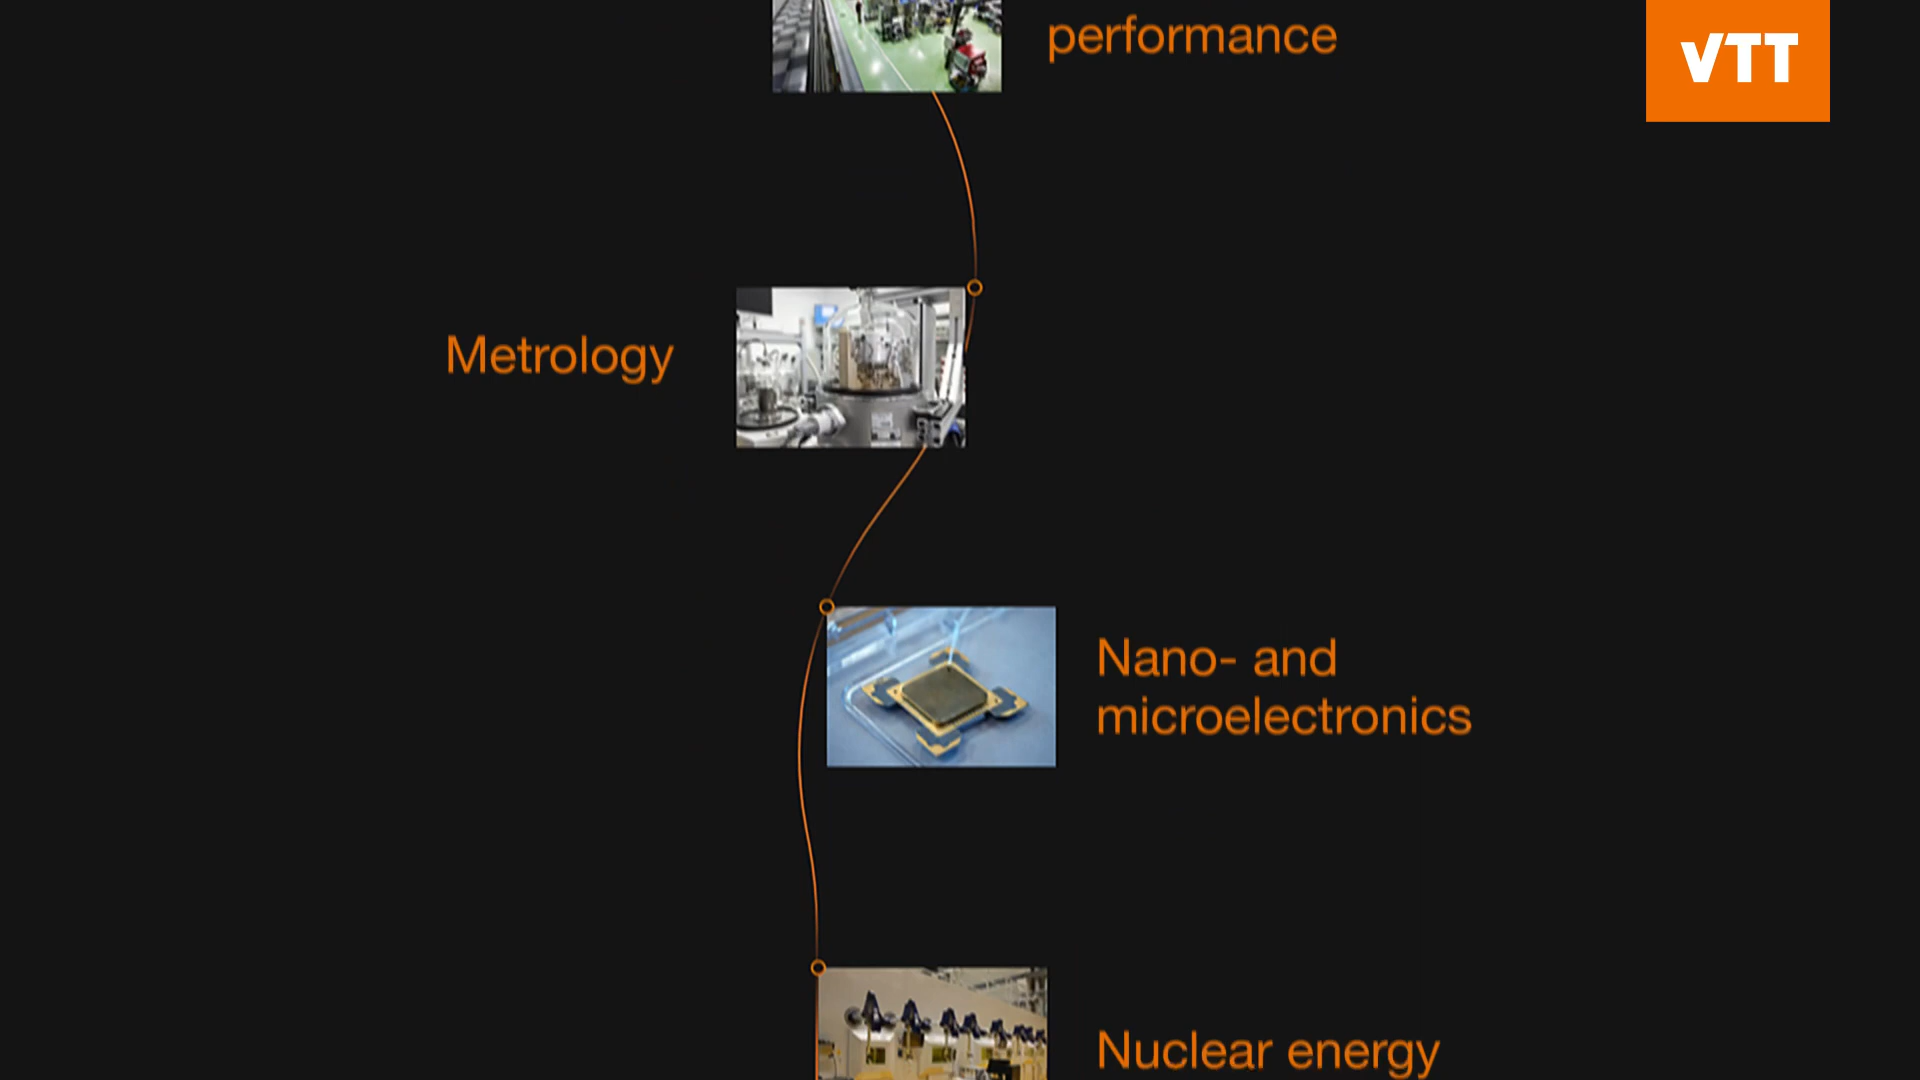 performance
VTT
Metrology
Nano- and
microelectronics
Nuclear energy